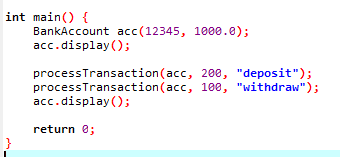 int main() {
    BankAccount acc(12345, 1000.0);
    acc.display();

    processTransaction(acc, 200, "deposit");
    processTransaction(acc, 100, "withdraw");
    acc.display();

    return 0;
}